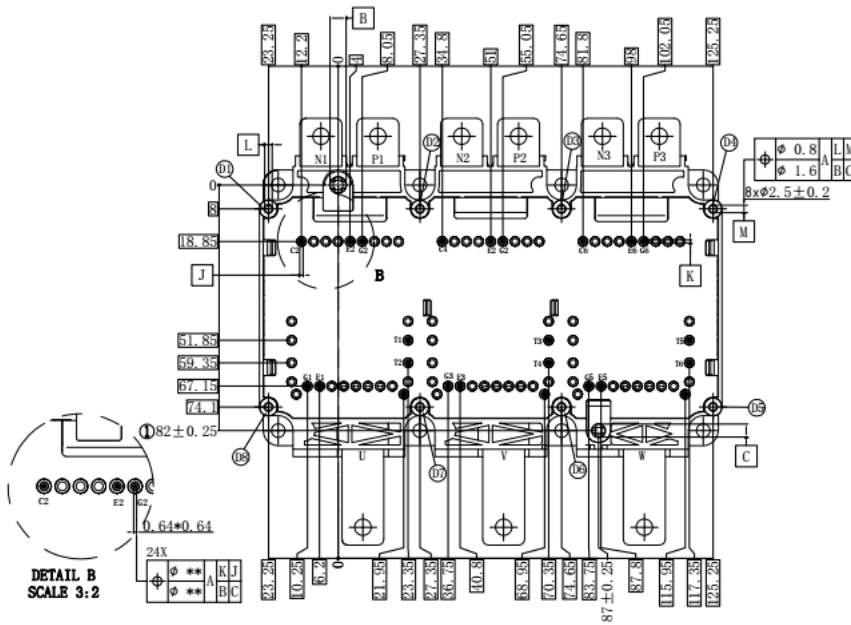 B
23.25
12.2
0
4
8.05
27.35
34.8
51
55.05
74.65
81.8
98
102.05
125.25
L
N1
P1
N2
P2
N3
P3
D1
D2
D3
D4
ϕ 0.8 A L M
ϕ 1.6 B C
8xϕ2.5±0.2
M
0
8
18.85
C2
E2
G2
C4
E2
G2
C6
E6
G6
J
B
K
51.85
59.35
67.15
74.1
T1
T2
T3
T4
T5
T6
G1
E1
G3
E3
G5
E5
①82±0.25
D8
D7
D6
D5
U
V
W
C
C2
E2
G2
0.64*0.64
24X
ϕ ** A K J
ϕ ** B C
DETAIL B
SCALE 3:2
23.25
10.25
6.2
0
21.95
23.35
27.35
36.75
40.8
68.95
70.35
74.65
83.75
87±0.25
87.8
115.95
117.35
125.25